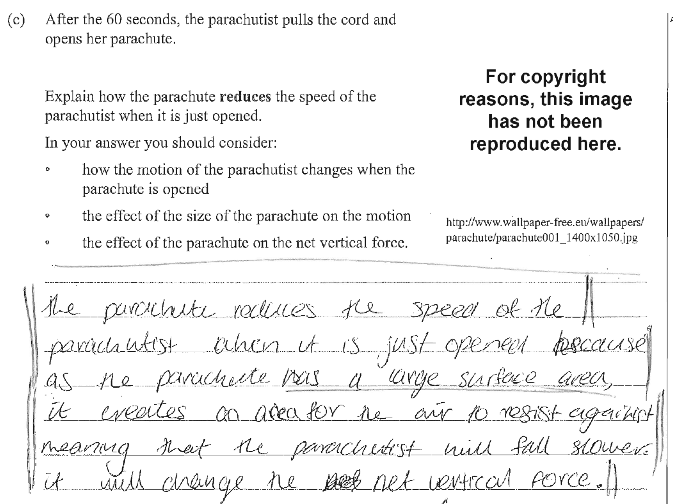 (c) After the 60 seconds, the parachutist pulls the cord and
opens her parachute.
Explain how the parachute reduces the speed of the
parachutist when it is just opened.
In your answer you should consider:
• how the motion of the parachutist changes when the
parachute is opened
• the effect of the size of the parachute on the motion
• the effect of the parachute on the net vertical force.
For copyright
reasons, this image
has not been
reproduced here.
http://www.wallpaper-free.eu/wallpapers/
parachute/parachute001_1400x1050.jpg
the parachute reduces the speed of the
parachutist when it is just opened because
as the parachute has a large surface area,
it creates an area for the air to resist against
meaning that the parachutist will fall slower.
it will change the net vertical force.